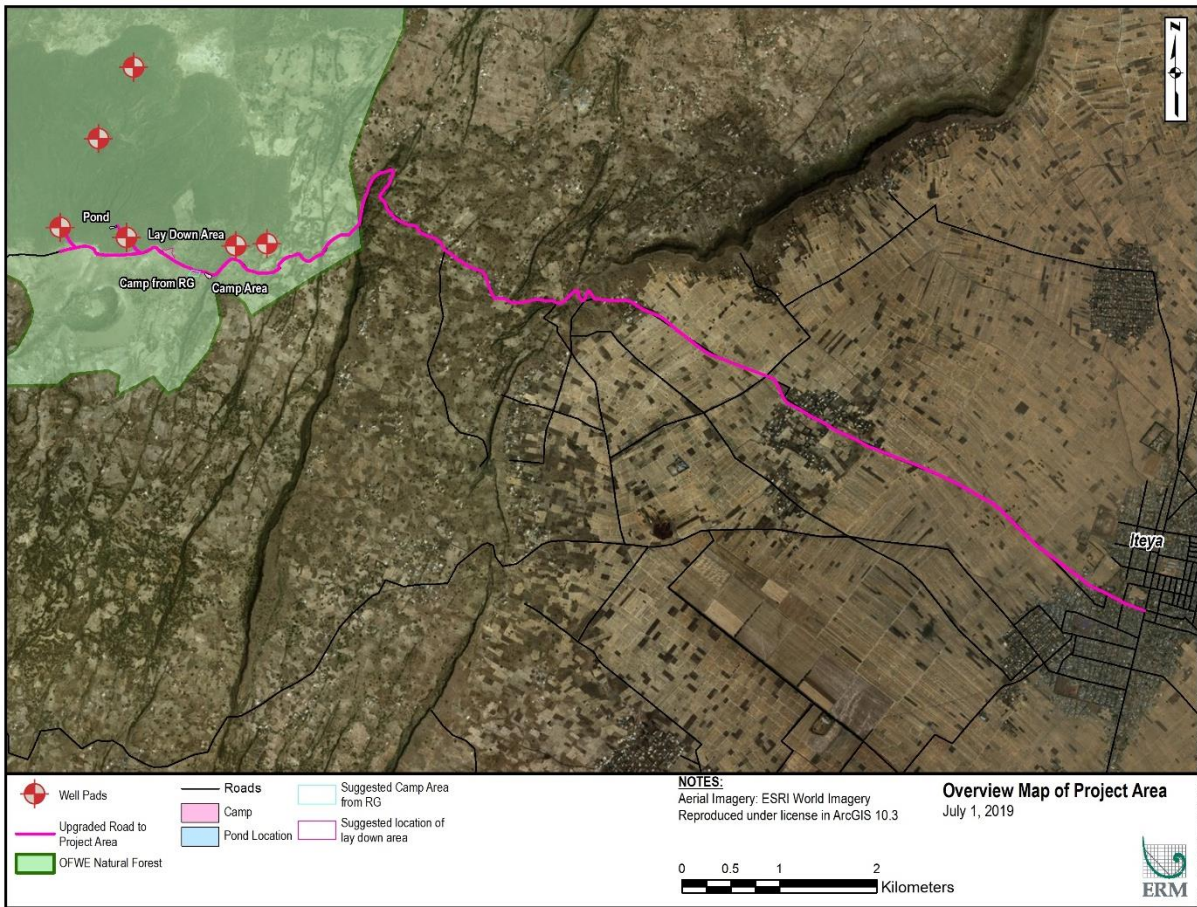 Z
Pond
Lay Down Area
Camp from RG
Camp Area
Iteya
Well Pads
Upgraded Road to
Project Area
OFWE Natural Forest
Roads
Camp
Pond Location
Suggested Camp Area
from RG
Suggested location of
lay down area
NOTES:
Aerial Imagery: ESRI World Imagery
Reproduced under license in ArcGIS 10.3
0 0.5 1 2
Kilometers
Overview Map of Project Area
July 1, 2019
ERM